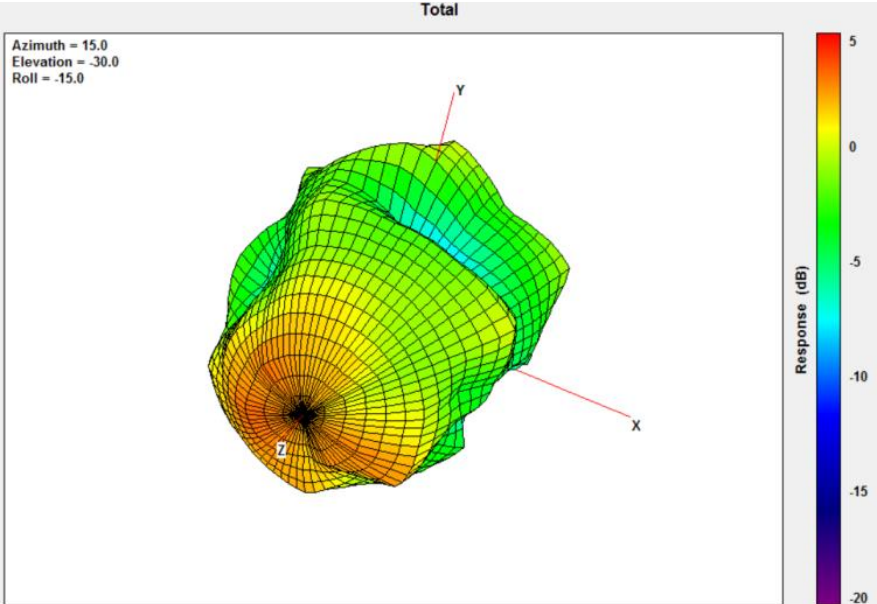 Total
Azimuth = 15.0
Elevation = -30.0
Roll = -15.0
Y
X
Z
5
0
-5
-10
-15
-20
Response (dB)